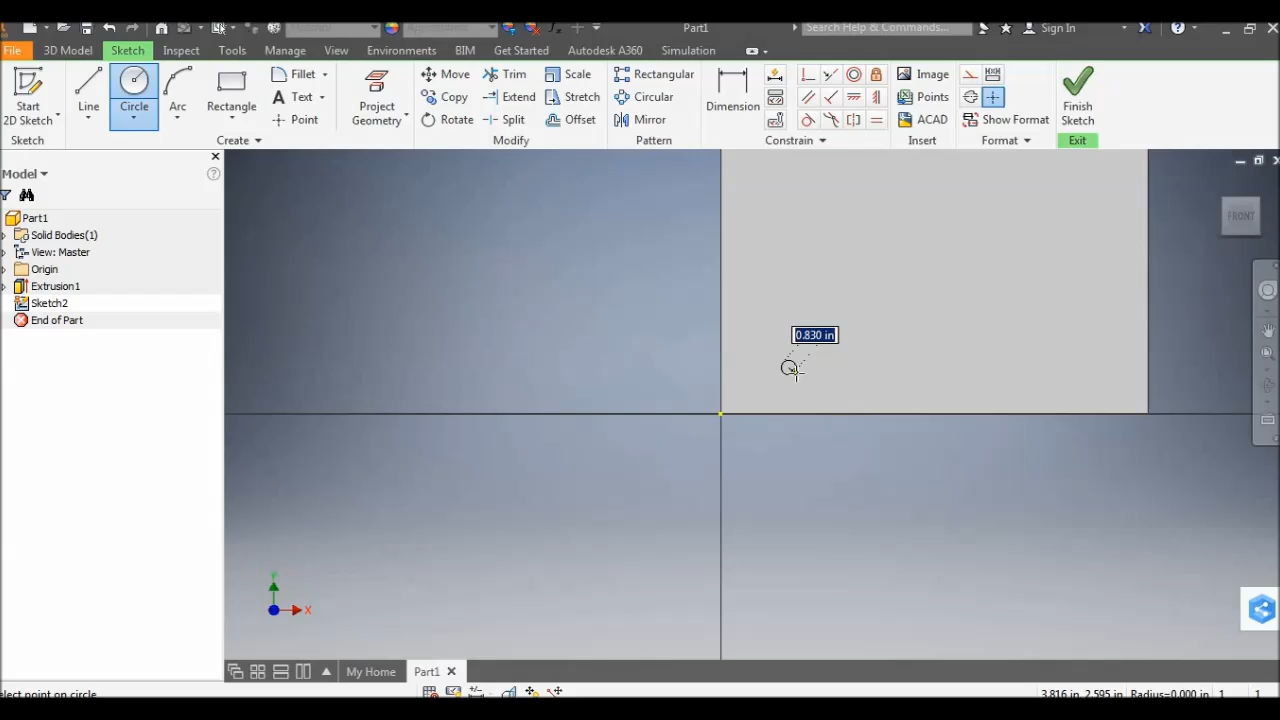 Part1
Search Help & Commands...
Sign In
File
3D Model
Sketch
Inspect
Tools
Manage
View
Environments
BIM
Get Started
Autodesk A360
Simulation
Start
2D Sketch
Line
Circle
Arc
Rectangle
Fillet
Text
Point
Project
Geometry
Move
Copy
Rotate
Trim
Extend
Split
Scale
Stretch
Offset
Rectangular
Circular
Mirror
Dimension
Image
Points
ACAD
Show Format
Finish
Sketch
Sketch
Create
Modify
Pattern
Constrain
Insert
Format
Exit
Model
Part1
Solid Bodies(1)
View: Master
Origin
Extrusion1
Sketch2
End of Part
FRONT
0.830 in
Y
X
My Home
Part1
elect point on circle
3.816 in, 2.595 in
Radius=0.000 in
1
1